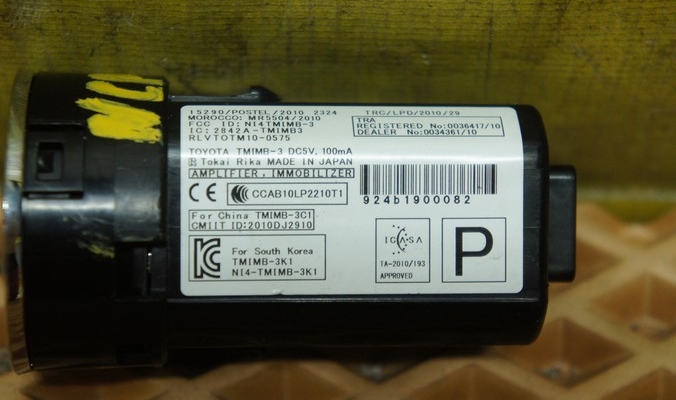 15290/POSTEL/2010 2324
MOROCCO: MR5504/2010
FCC ID: NI4TMIMB-3
IC: 2842A-TMIMB3
RLVTOTM10-0575
TRC/LPD/2010/29
TRA
REGISTERED No:0036417/10
DEALER No:0034361/10
TOYOTA TMIMB-3 DC5V, 100mA
Tokai Rika MADE IN JAPAN
AMPLIFIER, IMMOBILIZER
CE
CCAB10LP2210T1
924b1900082
For China TMIMB-3C1
CMIIT ID:2010DJ2910
For South Korea
TMIMB-3K1
NI4-TMIMB-3K1
ICASA
TA-2010/193
APPROVED
P